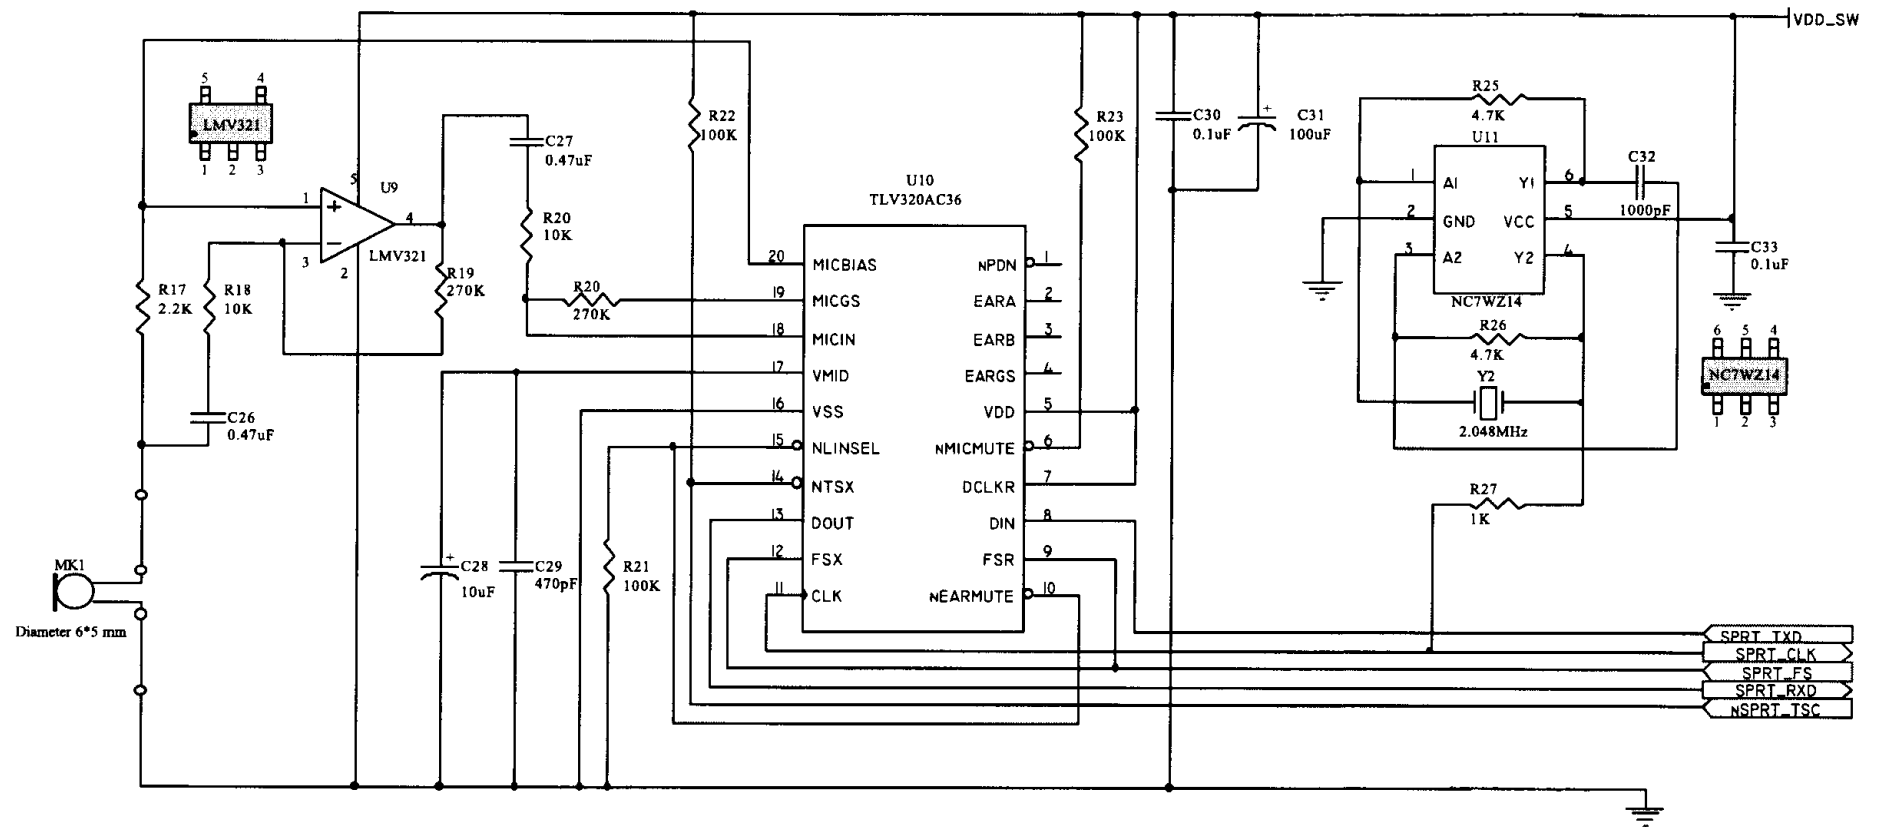 VDD_SW
5 4
LMV321
1 2 3
5
U9
1
+
4
−
3
2
LMV321
C27
0.47uF
R20
10K
R19
270K
R20
270K
R17
2.2K
R18
10K
C26
0.47uF
MK1
Diameter 6*5 mm
+
C28
10uF
C29
470pF
R21
100K
R22
100K
U10
TLV320AC36
20 MICBIAS
19 MICGS
18 MICIN
17 VMID
16 VSS
15 NLINSEL
14 NTSX
13 DOUT
12 FSX
11 CLK
NPDN 1
EARA 2
EARB 3
EARGS 4
VDD 5
NMICMUTE 6
DCLKR 7
DIN 8
FSR 9
NEARMUTE 10
R23
100K
C30
0.1uF
+
C31
100uF
R25
4.7K
U11
1 A1 Y1 6
2 GND VCC 5
3 A2 Y2 4
NC7WZ14
C32
1000pF
C33
0.1uF
R26
4.7K
Y2
2.048MHz
R27
1K
6 5 4
NC7WZ14
1 2 3
SPRT_TXD
SPRT_CLK
SPRT_FS
SPRT_RXD
NSPRT_TSC